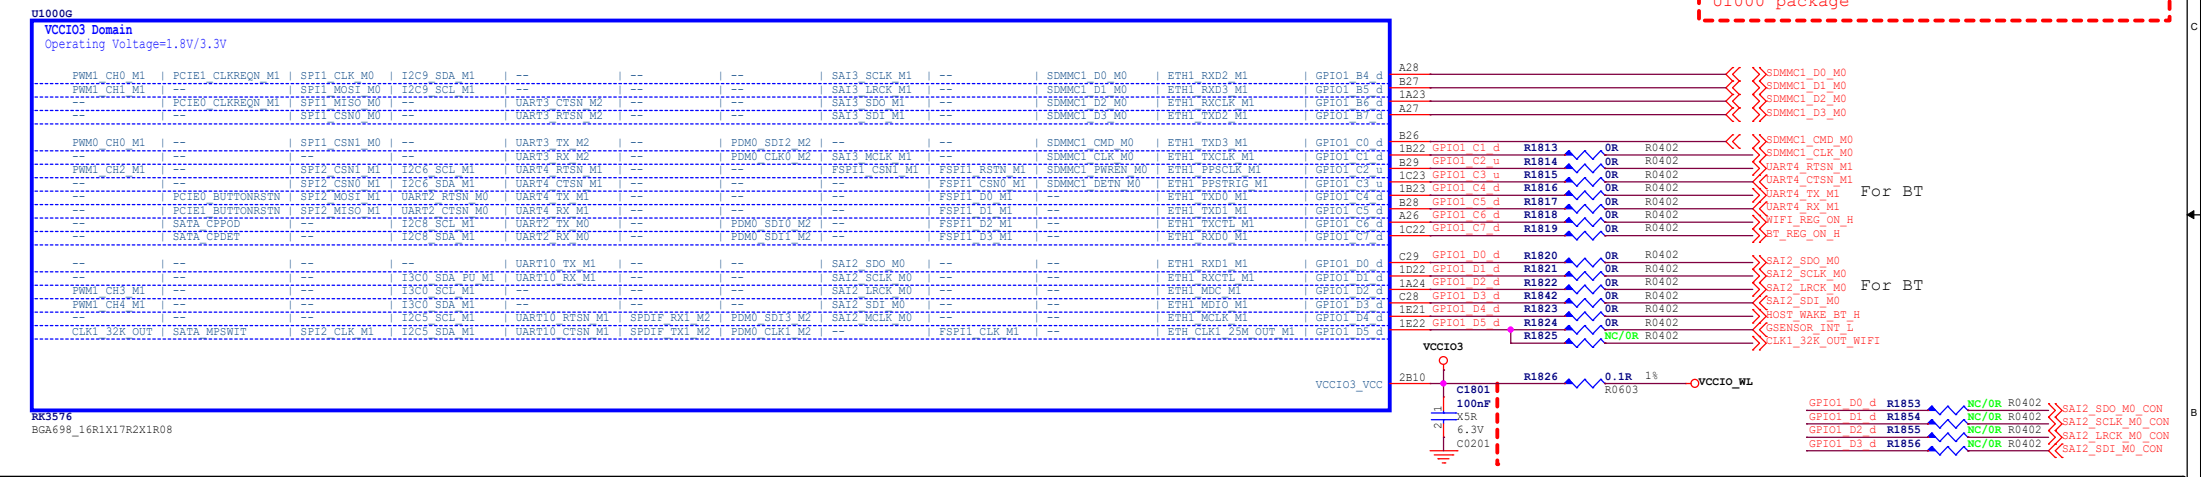 U1000 package
U1000G
VCCIO3 Domain
Operating Voltage=1.8V/3.3V
PWM1_CH0_M1 | PCIE1_CLKREQN_M1 | SPI1_CLK_M0 | I2C9_SDA_M1 | -- | -- | -- | SAI3_SCLK_M1 | -- | SDMMC1_D0_M0 | ETH1_RXD2_M1 | GPIO1_B4_d A28 SDMMC1_D0_M0
PWM1_CH1_M1 | -- | SPI1_MOSI_M0 | I2C9_SCL_M1 | -- | -- | -- | SAI3_LRCK_M1 | -- | SDMMC1_D1_M0 | ETH1_RXD3_M1 | GPIO1_B5_d B27 SDMMC1_D1_M0
-- | PCIE0_CLKREQN_M1 | SPI1_MISO_M0 | -- | UART3_CTSN_M2 | -- | -- | SAI3_SDO_M1 | -- | SDMMC1_D2_M0 | ETH1_RXCLK_M1 | GPIO1_B6_d 1A23 SDMMC1_D2_M0
-- | -- | SPI1_CSN0_M0 | -- | UART3_RTSN_M2 | -- | -- | SAI3_SDI_M1 | -- | SDMMC1_D3_M0 | ETH1_TXD2_M1 | GPIO1_B7_d A27 SDMMC1_D3_M0
PWM0_CH0_M1 | -- | SPI1_CSN1_M0 | -- | UART3_TX_M2 | -- | PDM0_SDI2_M2 | -- | -- | SDMMC1_CMD_M0 | ETH1_TXD3_M1 | GPIO1_C0_d B26 SDMMC1_CMD_M0
-- | -- | -- | -- | UART3_RX_M2 | -- | PDM0_CLK0_M2 | SAI3_MCLK_M1 | -- | SDMMC1_CLK_M0 | ETH1_TXCLK_M1 | GPIO1_C1_d 1B22 GPIO1_C1_d R1813 0R R0402 SDMMC1_CLK_M0
PWM1_CH2_M1 | -- | SPI2_CSN1_M1 | I2C6_SCL_M1 | UART4_RTSN_M1 | -- | -- | FSPI1_CSN1_M1 | FSPI1_RSTN_M1 | SDMMC1_PWREN_M0 | ETH1_PPSCLK_M1 | GPIO1_C2_u B29 GPIO1_C2_u R1814 0R R0402 UART4_RTSN_M1
-- | -- | SPI2_CSN0_M1 | I2C6_SDA_M1 | UART4_CTSN_M1 | -- | -- | -- | FSPI1_CSN0_M1 | SDMMC1_DETN_M0 | ETH1_PPSTRIG_M1 | GPIO1_C3_u 1C23 GPIO1_C3_u R1815 0R R0402 UART4_CTSN_M1
-- | PCIE0_BUTTONRSTN | SPI2_MOSI_M1 | UART2_RTSN_M0 | UART4_TX_M1 | -- | -- | -- | FSPI1_D0_M1 | -- | ETH1_TXD0_M1 | GPIO1_C4_d 1B23 GPIO1_C4_d R1816 0R R0402 UART4_TX_M1 For BT
-- | PCIE1_BUTTONRSTN | SPI2_MISO_M1 | UART2_CTSN_M0 | UART4_RX_M1 | -- | -- | -- | FSPI1_D1_M1 | -- | ETH1_TXD1_M1 | GPIO1_C5_d B28 GPIO1_C5_d R1817 0R R0402 UART4_RX_M1
-- | SATA_CPPOD | -- | I2C8_SCL_M1 | UART2_TX_M0 | -- | PDM0_SDI0_M2 | -- | FSPI1_D2_M1 | -- | ETH1_TXCTL_M1 | GPIO1_C6_d A26 GPIO1_C6_d R1818 0R R0402 WIFI_REG_ON_H
-- | SATA_CPDET | -- | I2C8_SDA_M1 | UART2_RX_M0 | -- | PDM0_SDI1_M2 | -- | FSPI1_D3_M1 | -- | ETH1_RXD0_M1 | GPIO1_C7_d 1C22 GPIO1_C7_d R1819 0R R0402 BT_REG_ON_H
-- | -- | -- | -- | UART10_TX_M1 | -- | -- | SAI2_SDO_M0 | -- | -- | ETH1_RXD1_M1 | GPIO1_D0_d C29 GPIO1_D0_d R1820 0R R0402 SAI2_SDO_M0
-- | -- | -- | I3C0_SDA_PU_M1 | UART10_RX_M1 | -- | -- | SAI2_SCLK_M0 | -- | -- | ETH1_RXCTL_M1 | GPIO1_D1_d 1D22 GPIO1_D1_d R1821 0R R0402 SAI2_SCLK_M0
PWM1_CH3_M1 | -- | -- | I3C0_SCL_M1 | -- | -- | -- | SAI2_LRCK_M0 | -- | -- | ETH1_MDC_M1 | GPIO1_D2_d 1A24 GPIO1_D2_d R1822 0R R0402 SAI2_LRCK_M0 For BT
PWM1_CH4_M1 | -- | -- | I3C0_SDA_M1 | -- | -- | -- | SAI2_SDI_M0 | -- | -- | ETH1_MDIO_M1 | GPIO1_D3_d C28 GPIO1_D3_d R1842 0R R0402 SAI2_SDI_M0
-- | -- | -- | I2C5_SCL_M1 | UART10_RTSN_M1 | SPDIF_RX1_M2 | PDM0_SDI3_M2 | SAI2_MCLK_M0 | -- | -- | ETH1_MCLK_M1 | GPIO1_D4_d 1E21 GPIO1_D4_d R1823 0R R0402 HOST_WAKE_BT_H
CLK1_32K_OUT | SATA_MPSWIT | SPI2_CLK_M1 | I2C5_SDA_M1 | UART10_CTSN_M1 | SPDIF_TX1_M2 | PDM0_CLK1_M2 | -- | FSPI1_CLK_M1 | -- | ETH_CLK1_25M_OUT_M1 | GPIO1_D5_d 1E22 GPIO1_D5_d R1824 0R R0402 GSENSOR_INT_L
R1825 NC/0R R0402 CLK1_32K_OUT_WIFI
VCCIO3
VCCIO3_VCC 2B10 R1826 0.1R 1% VCCIO_WL
R0603
C1801
100nF
X5R
6.3V
C0201
1
2
GPIO1_D0_d R1853 NC/0R R0402 SAI2_SDO_M0_CON
GPIO1_D1_d R1854 NC/0R R0402 SAI2_SCLK_M0_CON
GPIO1_D2_d R1855 NC/0R R0402 SAI2_LRCK_M0_CON
GPIO1_D3_d R1856 NC/0R R0402 SAI2_SDI_M0_CON
RK3576
BGA698_16R1X17R2X1R08
C
B